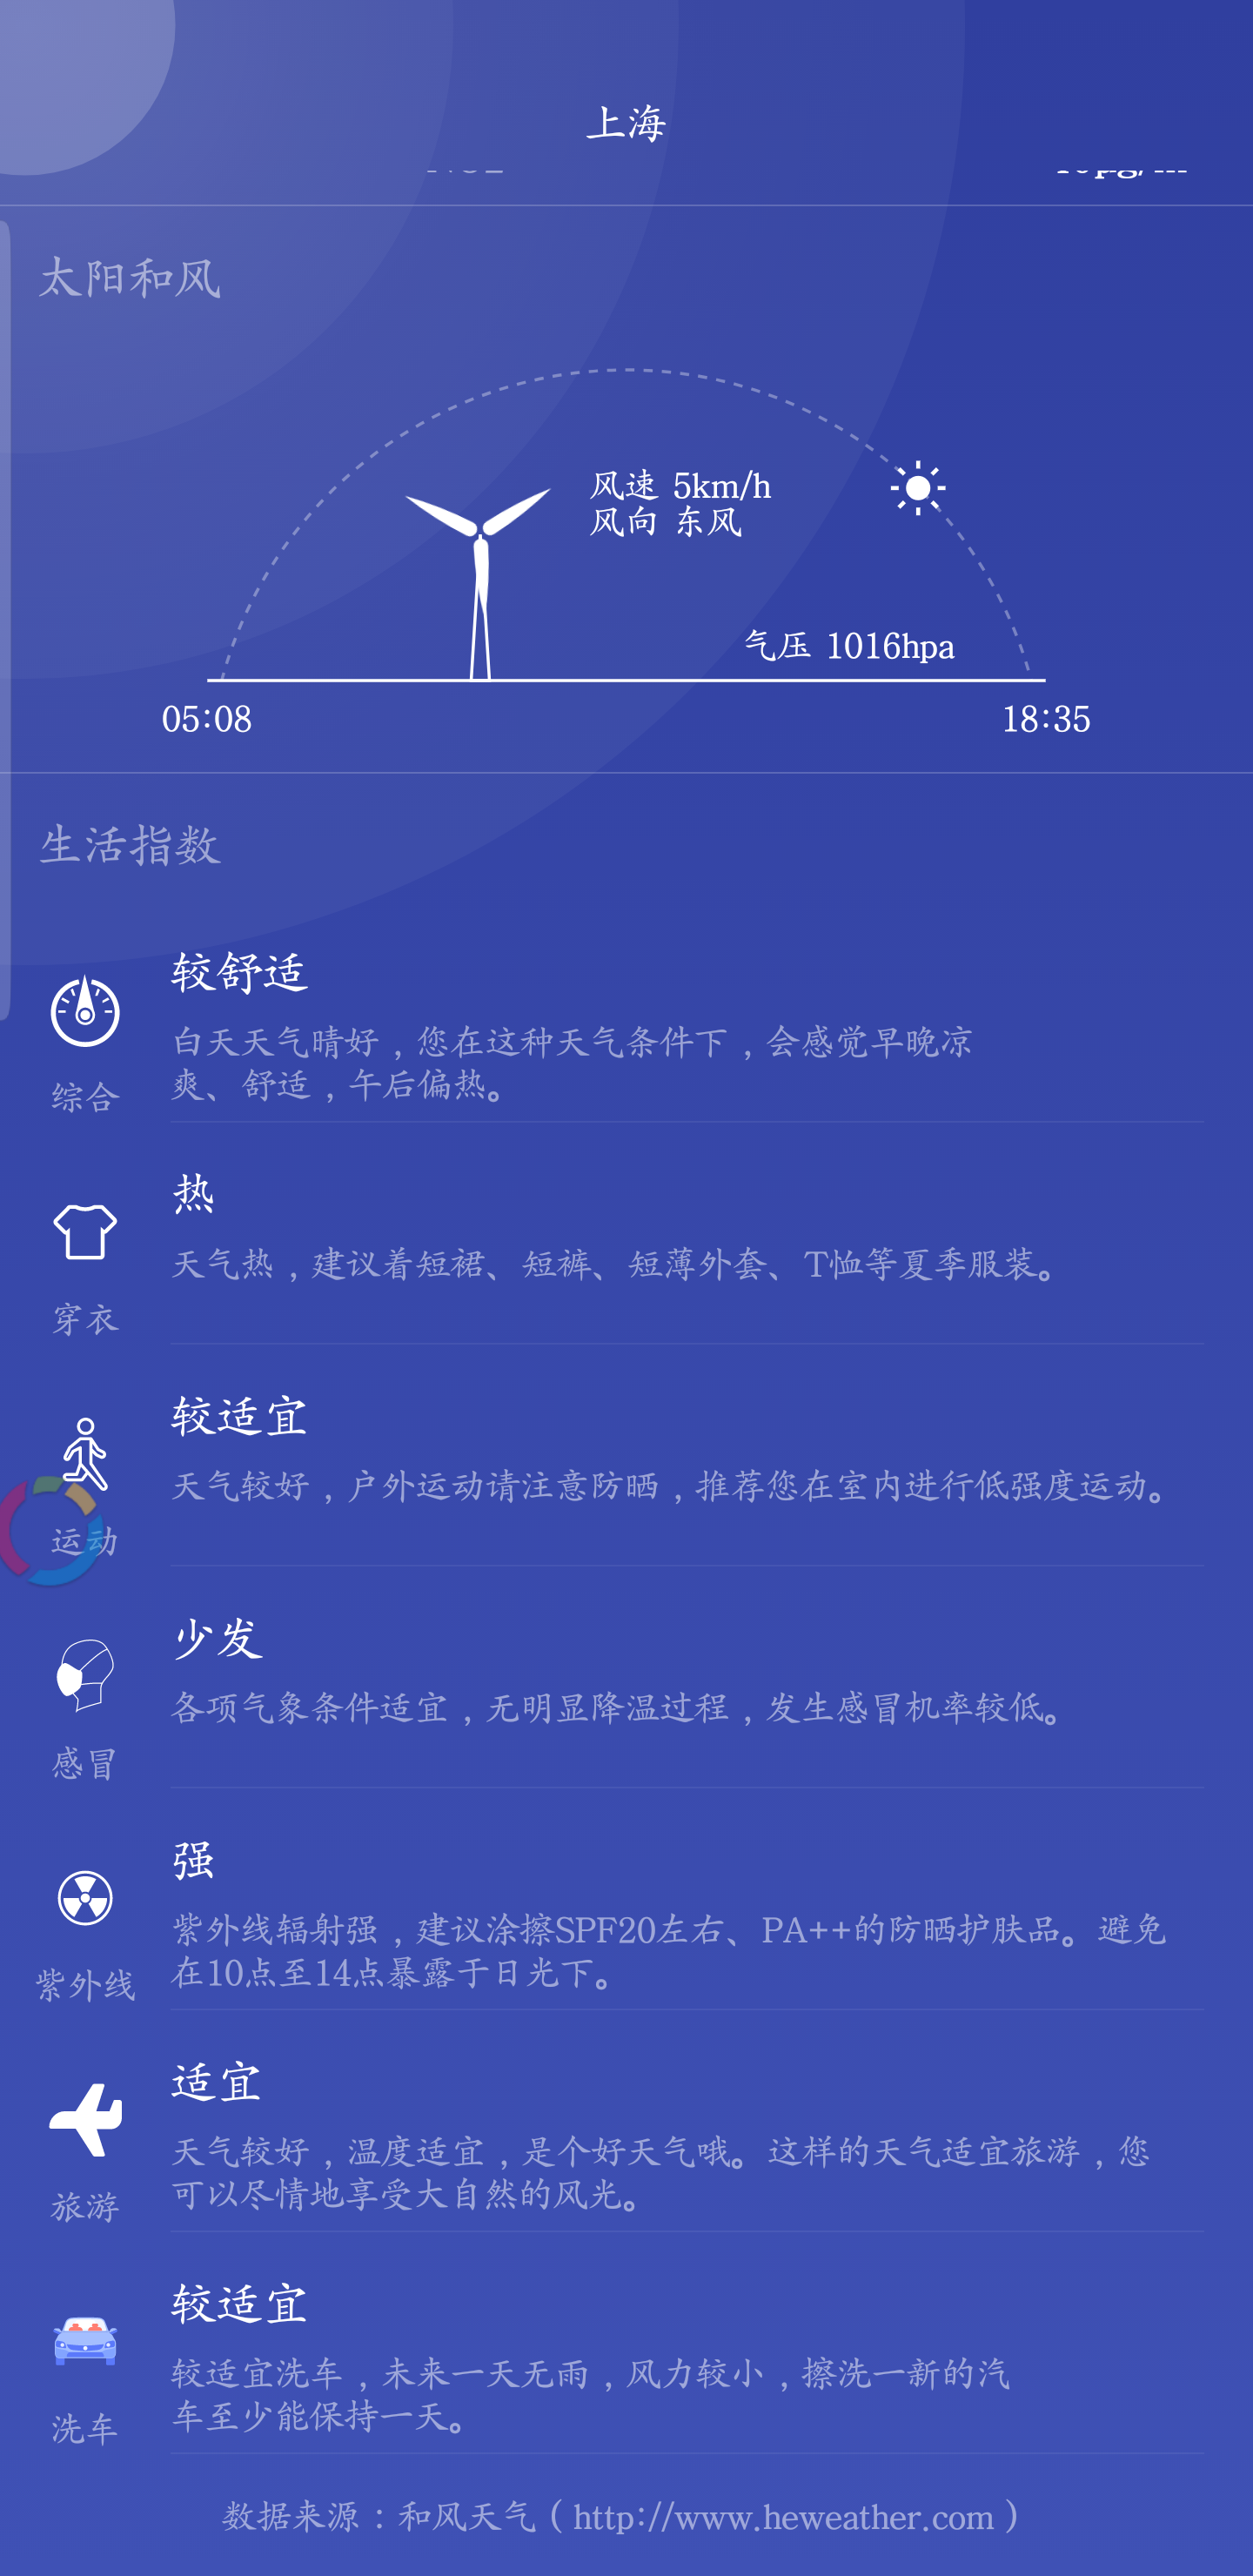 上海
太阳和风
风速 5km/h
风向 东风
气压 1016hpa
05:08
18:35
生活指数
较舒适
白天天气晴好，您在这种天气条件下，会感觉早晚凉
爽、舒适，午后偏热。
综合
热
天气热，建议着短裙、短裤、短薄外套、T恤等夏季服装。
穿衣
较适宜
天气较好，户外运动请注意防晒，推荐您在室内进行低强度运动。
运动
少发
各项气象条件适宜，无明显降温过程，发生感冒机率较低。
感冒
强
紫外线辐射强，建议涂擦SPF20左右、PA++的防晒护肤品。避免
在10点至14点暴露于日光下。
紫外线
适宜
天气较好，温度适宜，是个好天气哦。这样的天气适宜旅游，您
可以尽情地享受大自然的风光。
旅游
较适宜
较适宜洗车，未来一天无雨，风力较小，擦洗一新的汽
车至少能保持一天。
洗车
数据来源：和风天气（http://www.heweather.com）